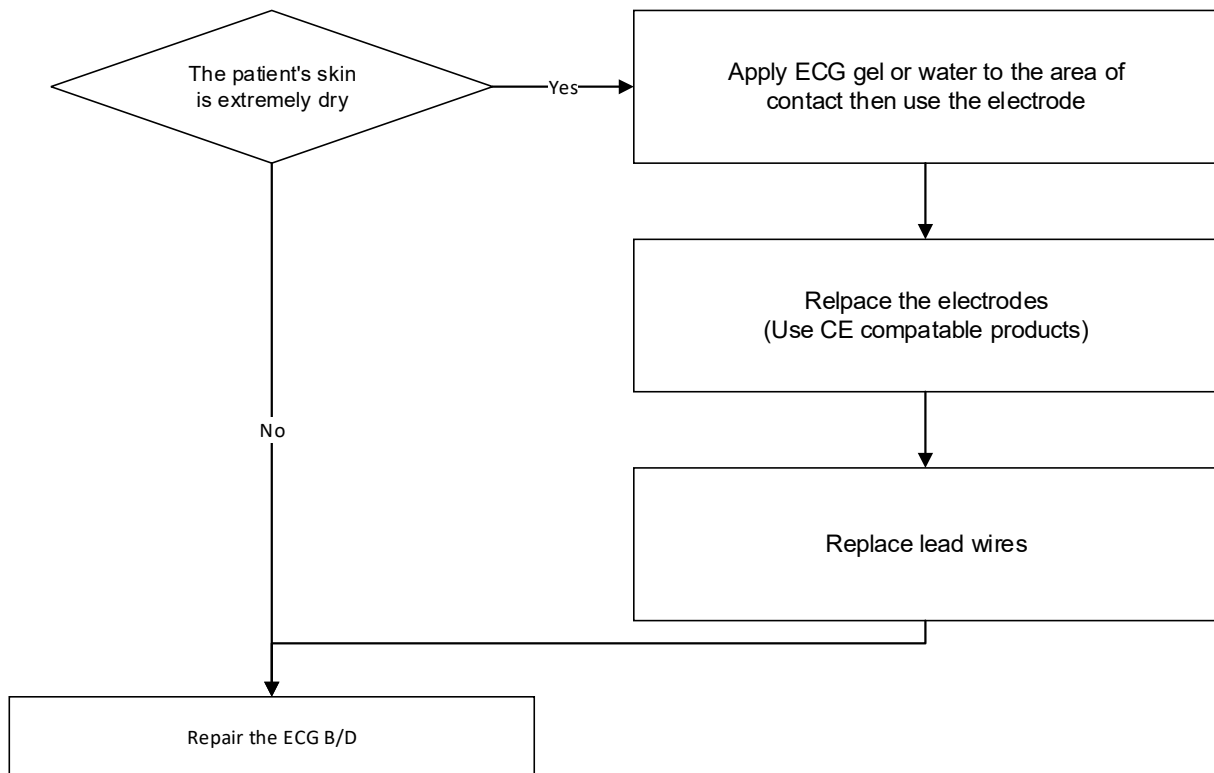 The patient's skin
is extremely dry
Yes
Apply ECG gel or water to the area of
contact then use the electrode
Relpace the electrodes
(Use CE compatable products)
No
Replace lead wires
Repair the ECG B/D